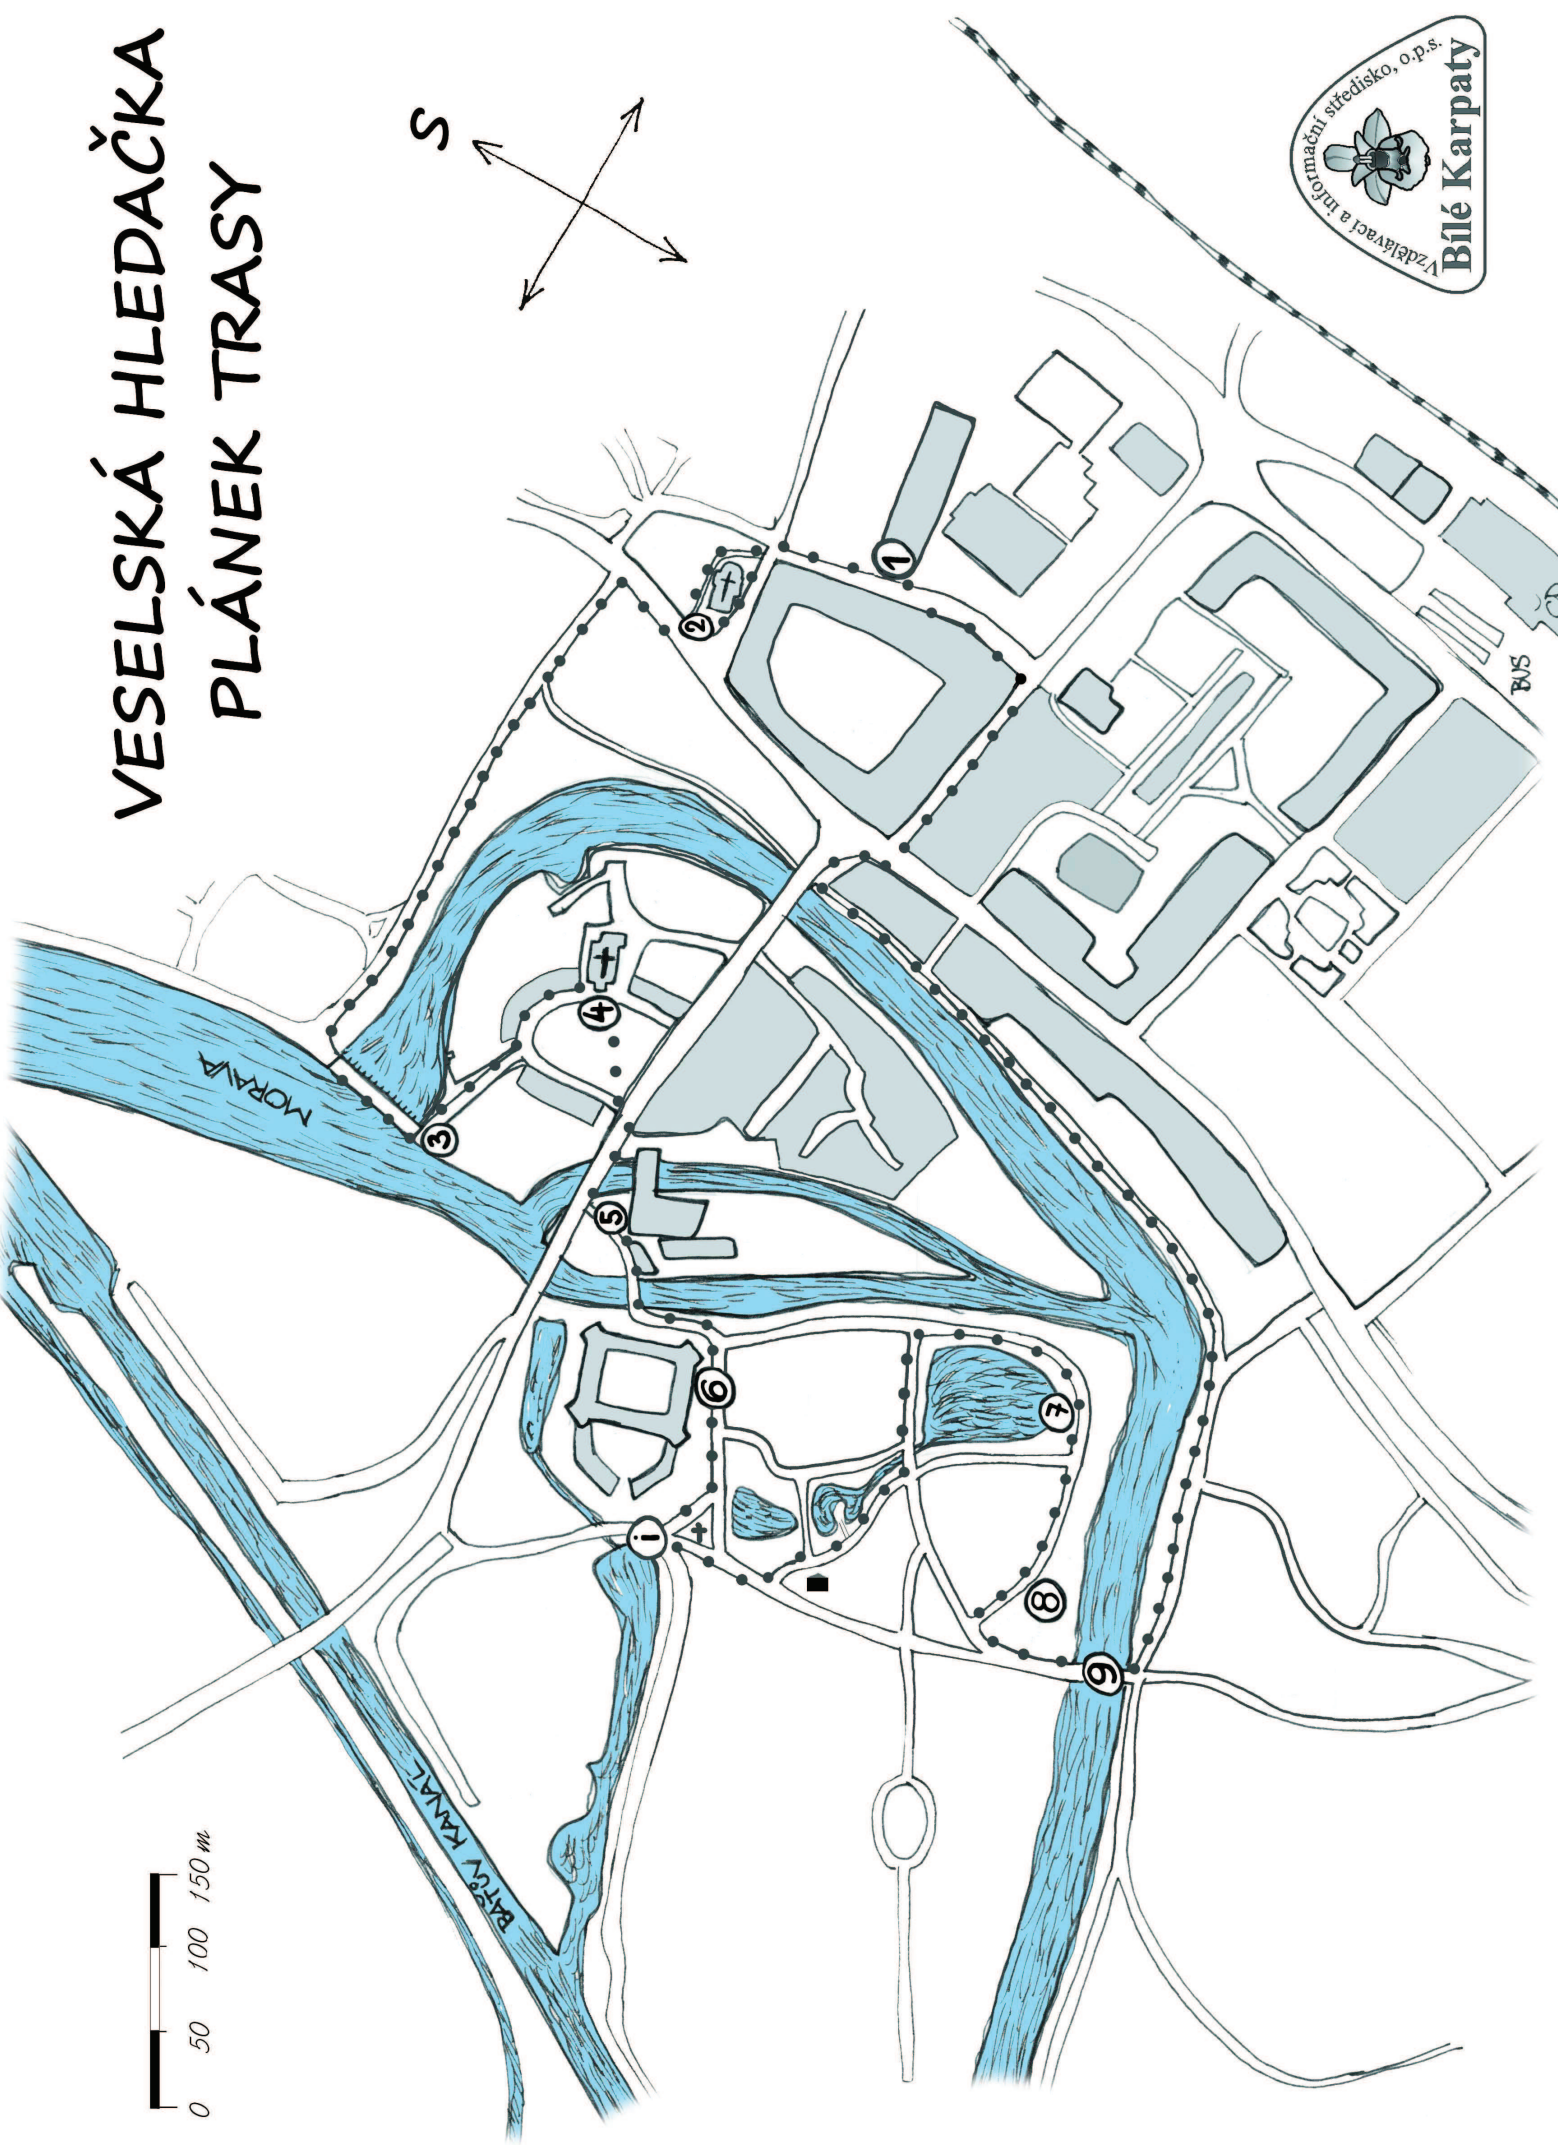 VESELSKÁ HLEDAČKA
PLÁNEK TRASY
S
MORAVA
BAŤŮV KANÁL
0 50 100 150 m
1
2
3
4
5
6
7
8
9
i
BUS
Vzdělávací a informační středisko, o.p.s.
Bílé Karpaty